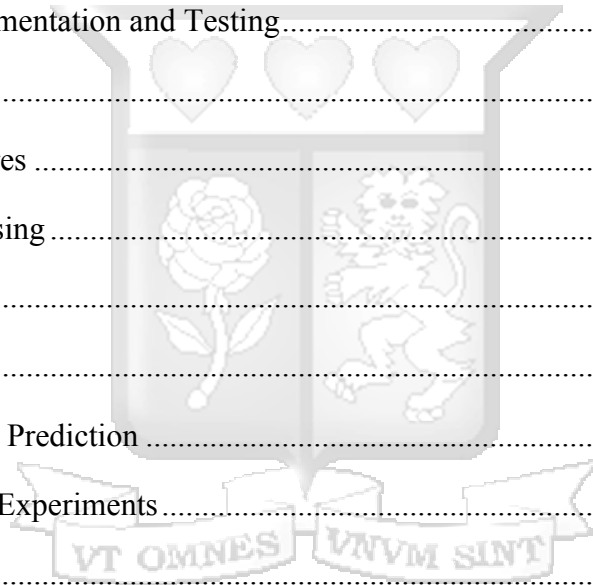 mentation and Testing................................................
................................................................................
es ............................................................................
sing ..........................................................................
................................................................................
................................................................................
Prediction ................................................................
Experiments .............................................................
VT OMNES VNVM SINT
................................................................................